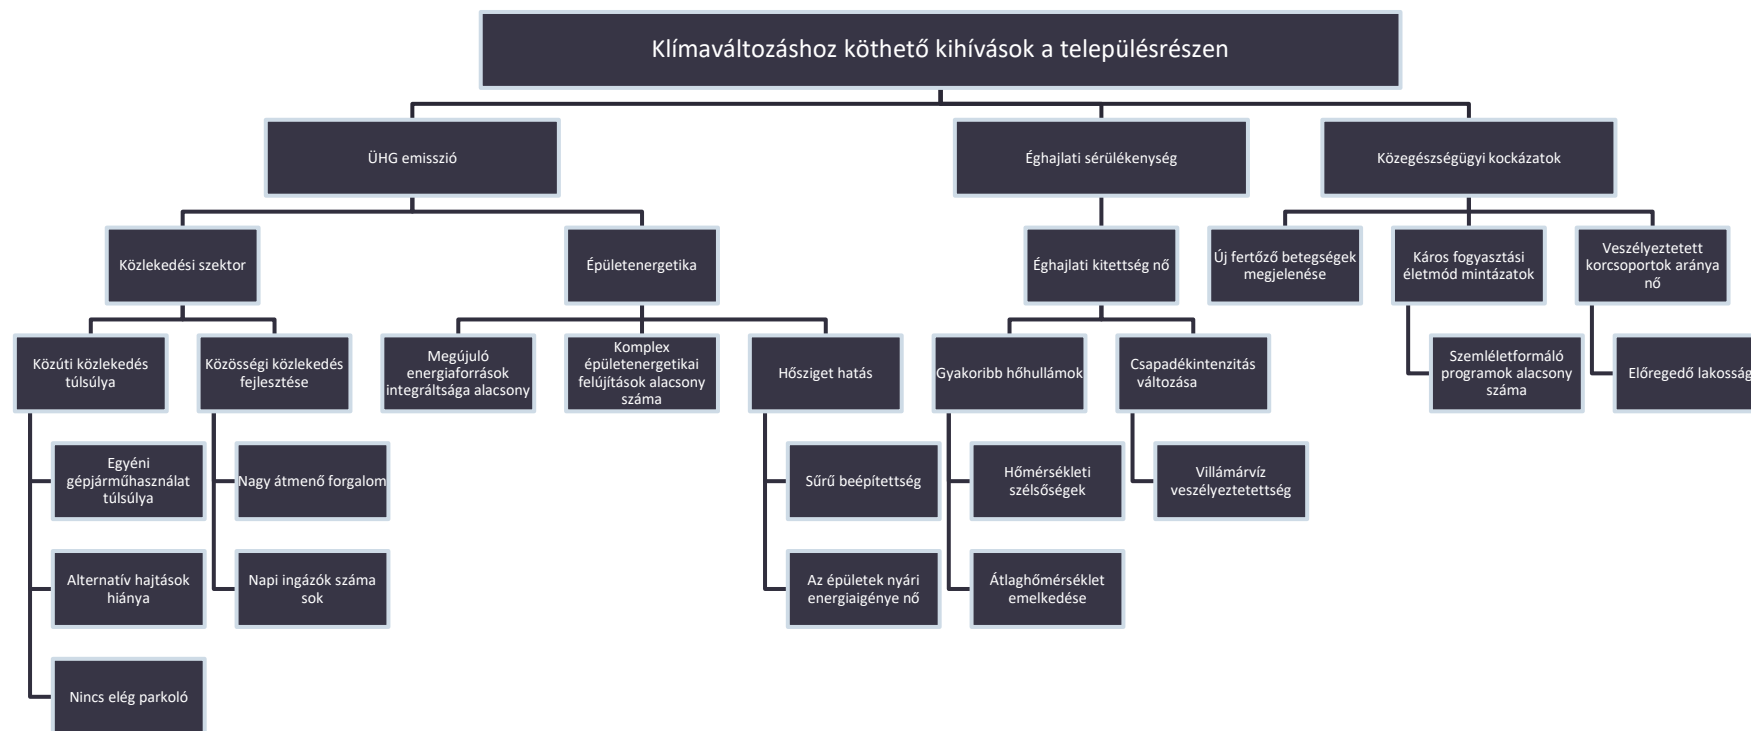 Klímaváltozáshoz köthető kihívások a településrészen
ÜHG emisszió
Éghajlati sérülékenység
Közegészségügyi kockázatok
Közlekedési szektor
Épületenergetika
Éghajlati kitettség nő
Új fertőző betegségek
megjelenése
Káros fogyasztási
életmód mintázatok
Veszélyeztetett
korcsoportok aránya
nő
Közúti közlekedés
túlsúlya
Közösségi közlekedés
fejlesztése
Megújuló
energiaforrások
integráltsága alacsony
Komplex
épületenergetikai
felújítások alacsony
száma
Hősziget hatás
Gyakoribb hőhullámok
Csapadékintenzitás
változása
Szemléletformáló
programok alacsony
száma
Előregedő lakosság
Egyéni
gépjárműhasználat
túlsúlya
Nagy átmenő forgalom
Sűrű beépítettség
Hőmérsékleti
szélsőségek
Villámárvíz
veszélyeztetettség
Alternatív hajtások
hiánya
Napi ingázók száma
sok
Az épületek nyári
energiaigénye nő
Átlaghőmérséklet
emelkedése
Nincs elég parkoló